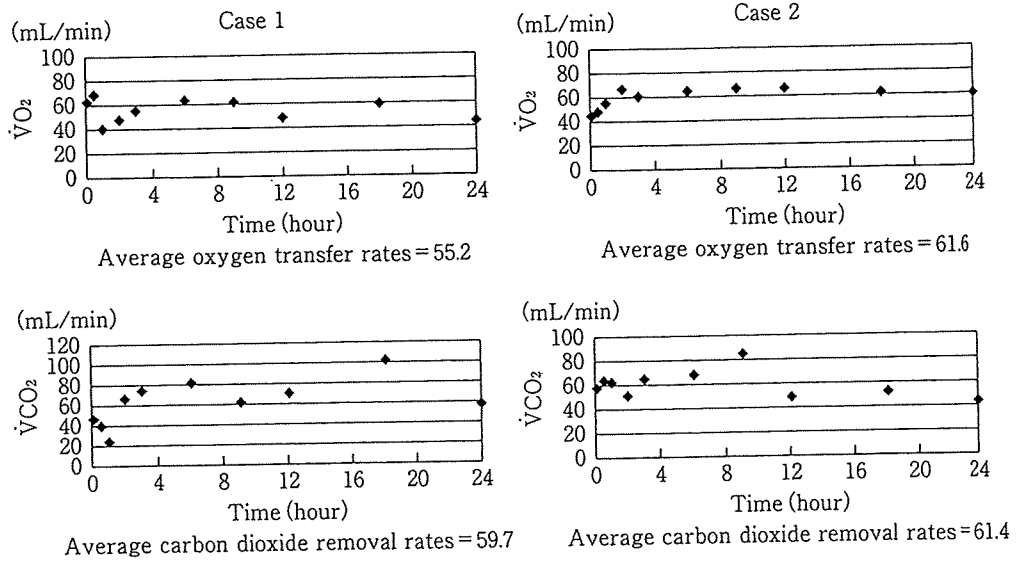 Case 1
(mL/min)
100
80
60
40
20
0
V̇O₂
0 4 8 12 16 20 24
Time (hour)
Average oxygen transfer rates=55.2
Case 2
(mL/min)
100
80
60
40
20
0
V̇O₂
0 4 8 12 16 20 24
Time (hour)
Average oxygen transfer rates=61.6
(mL/min)
120
100
80
60
40
20
0
V̇CO₂
0 4 8 12 16 20 24
Time (hour)
Average carbon dioxide removal rates=59.7
(mL/min)
100
80
60
40
20
0
V̇CO₂
0 4 8 12 16 20 24
Time (hour)
Average carbon dioxide removal rates=61.4